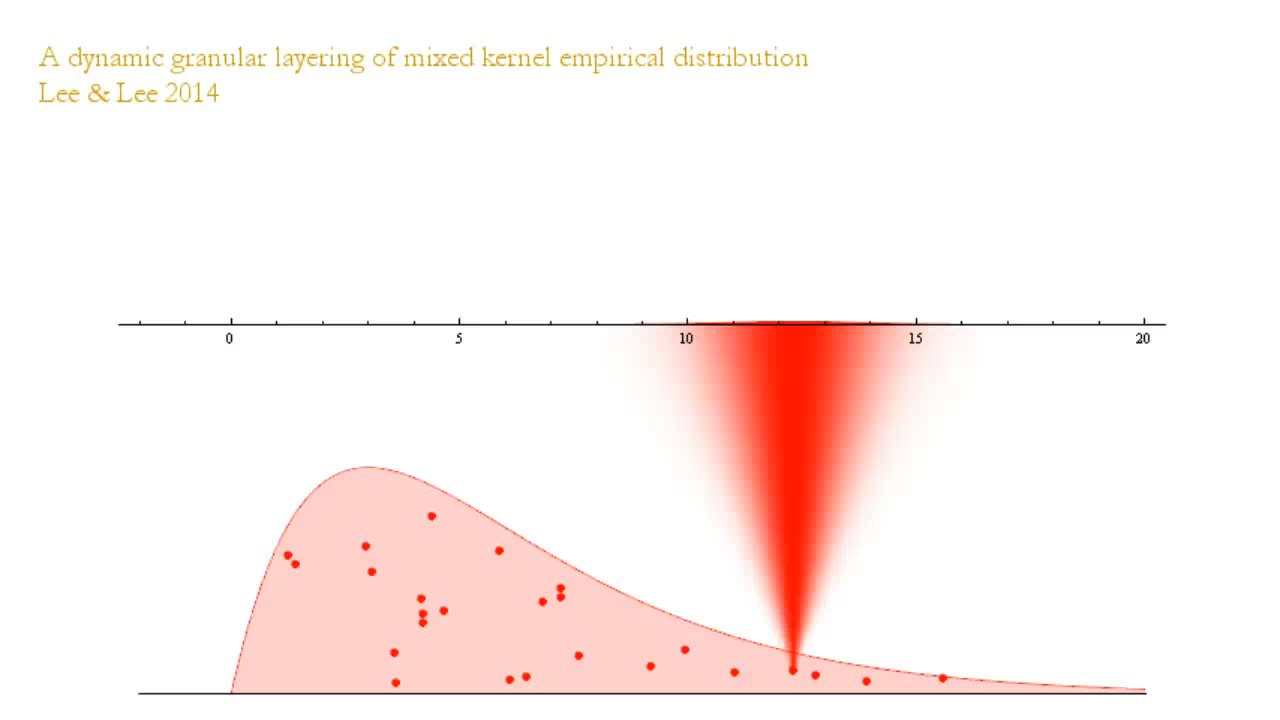 A dynamic granular layering of mixed kernel empirical distribution
Lee & Lee 2014
0 5 10 15 20